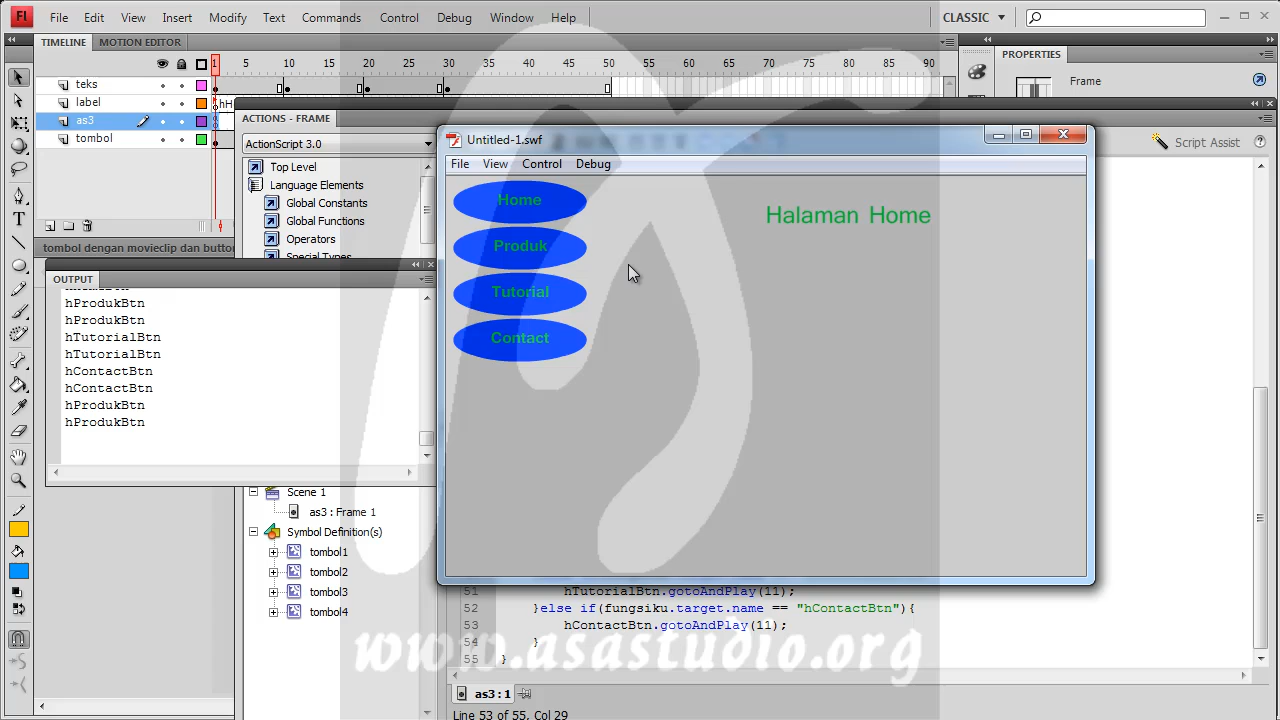 Fl File Edit View Insert Modify Text Commands Control Debug Window Help CLASSIC
TIMELINE MOTION EDITOR
PROPERTIES
1 5 10 15 20 25 30 35 40 45 50 55 60 65 70 75 80 85 90
Frame
teks
label
hH
as3
tombol
ACTIONS - FRAME
ActionScript 3.0
Script Assist
Top Level
Language Elements
Global Constants
Global Functions
Operators
Special Types
tombol dengan movieclip dan button
OUTPUT
hProdukBtn
hProdukBtn
hTutorialBtn
hTutorialBtn
hContactBtn
hContactBtn
hProdukBtn
hProdukBtn
Untitled-1.swf
File View Control Debug
Home
Produk
Tutorial
Contact
Halaman Home
Scene 1
as3 : Frame 1
Symbol Definition(s)
tombol1
tombol2
tombol3
tombol4
51 hTutorialBtn.gotoAndPlay(11);
52 }else if(fungsiku.target.name == "hContactBtn"){
53 hContactBtn.gotoAndPlay(11);
54 }
55 }
www.asastudio.org
as3 : 1
Line 53 of 55, Col 29